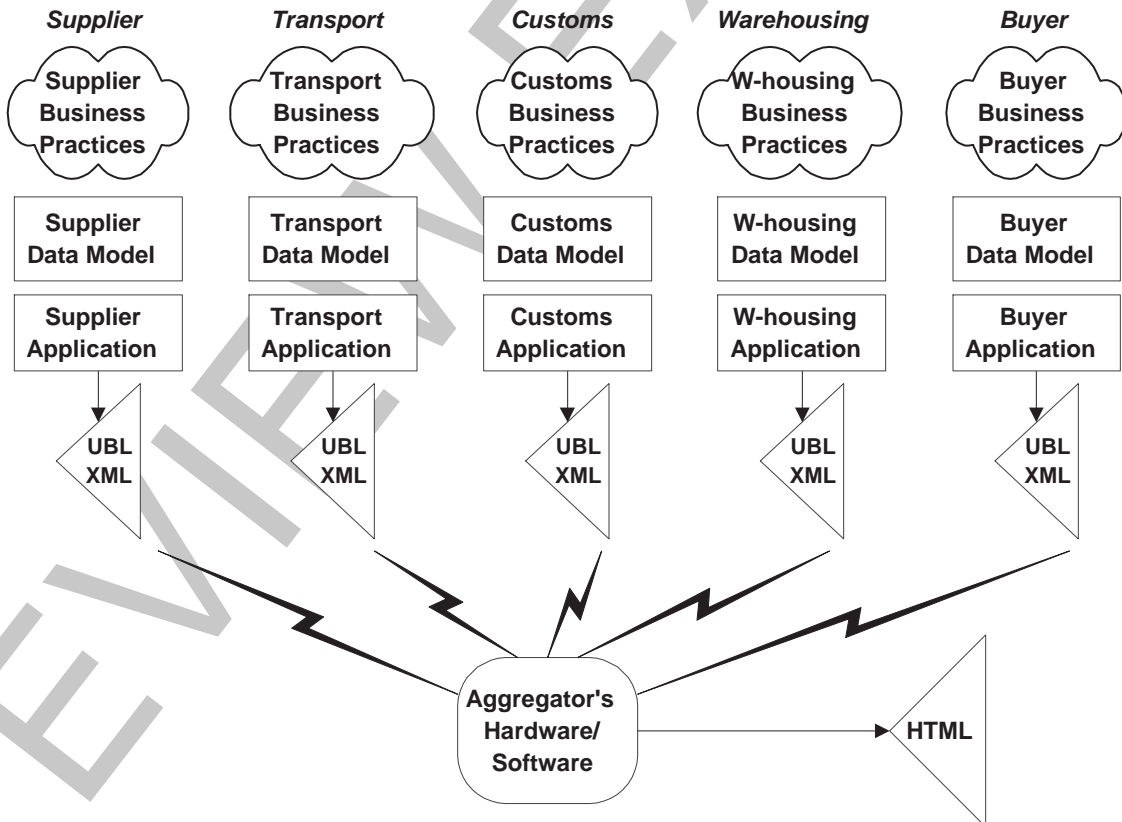 Supplier Transport Customs Warehousing Buyer
Supplier
Business
Practices
Transport
Business
Practices
Customs
Business
Practices
W-housing
Business
Practices
Buyer
Business
Practices
Supplier
Data Model
Transport
Data Model
Customs
Data Model
W-housing
Data Model
Buyer
Data Model
Supplier
Application
Transport
Application
Customs
Application
W-housing
Application
Buyer
Application
UBL
XML
UBL
XML
UBL
XML
UBL
XML
UBL
XML
Aggregator's
Hardware/
Software
HTML